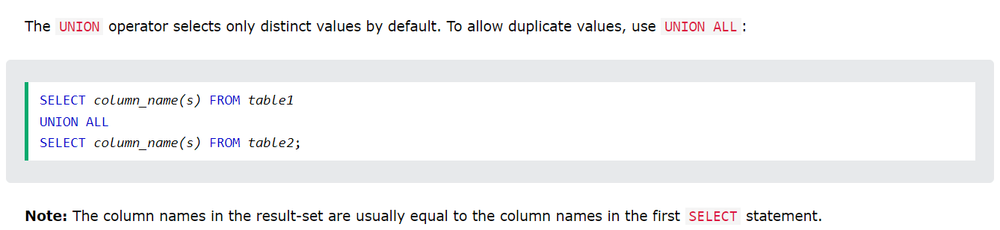 The UNION operator selects only distinct values by default. To allow duplicate values, use UNION ALL:
SELECT column_name(s) FROM table1
UNION ALL
SELECT column_name(s) FROM table2;
Note: The column names in the result-set are usually equal to the column names in the first SELECT statement.